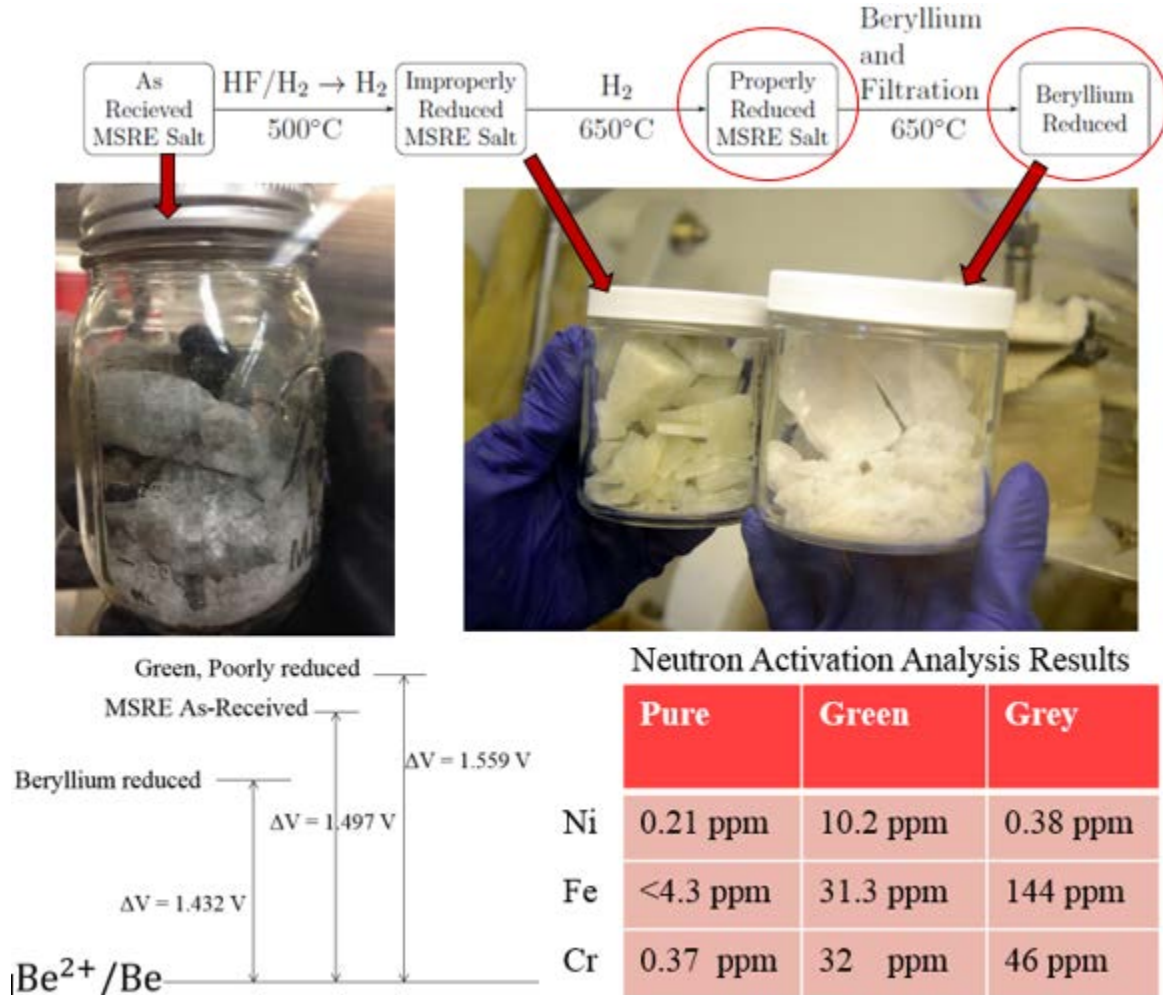 As
Recieved
MSRE Salt
HF/H₂ → H₂
500°C
Improperly
Reduced
MSRE Salt
H₂
650°C
Properly
Reduced
MSRE Salt
Beryllium
and
Filtration
650°C
Beryllium
Reduced
Green, Poorly reduced
MSRE As-Received
Beryllium reduced
ΔV = 1.559 V
ΔV = 1.497 V
ΔV = 1.432 V
Be²⁺/Be
Neutron Activation Analysis Results
Pure Green Grey
Ni 0.21 ppm 10.2 ppm 0.38 ppm
Fe <4.3 ppm 31.3 ppm 144 ppm
Cr 0.37 ppm 32 ppm 46 ppm